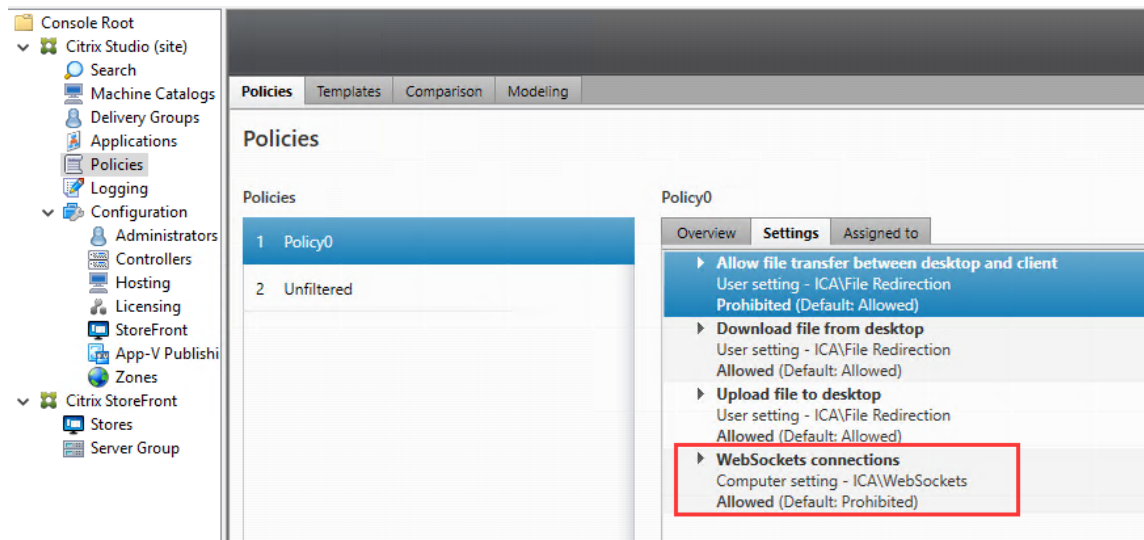 Console Root
Citrix Studio (site)
Search
Machine Catalogs
Delivery Groups
Applications
Policies
Logging
Configuration
Administrators
Controllers
Hosting
Licensing
StoreFront
App-V Publishi
Zones
Citrix StoreFront
Stores
Server Group
Policies Templates Comparison Modeling
Policies
Policies
1 Policy0
2 Unfiltered
Policy0
Overview Settings Assigned to
Allow file transfer between desktop and client
User setting - ICA\File Redirection
Prohibited (Default: Allowed)
Download file from desktop
User setting - ICA\File Redirection
Allowed (Default: Allowed)
Upload file to desktop
User setting - ICA\File Redirection
Allowed (Default: Allowed)
WebSockets connections
Computer setting - ICA\WebSockets
Allowed (Default: Prohibited)